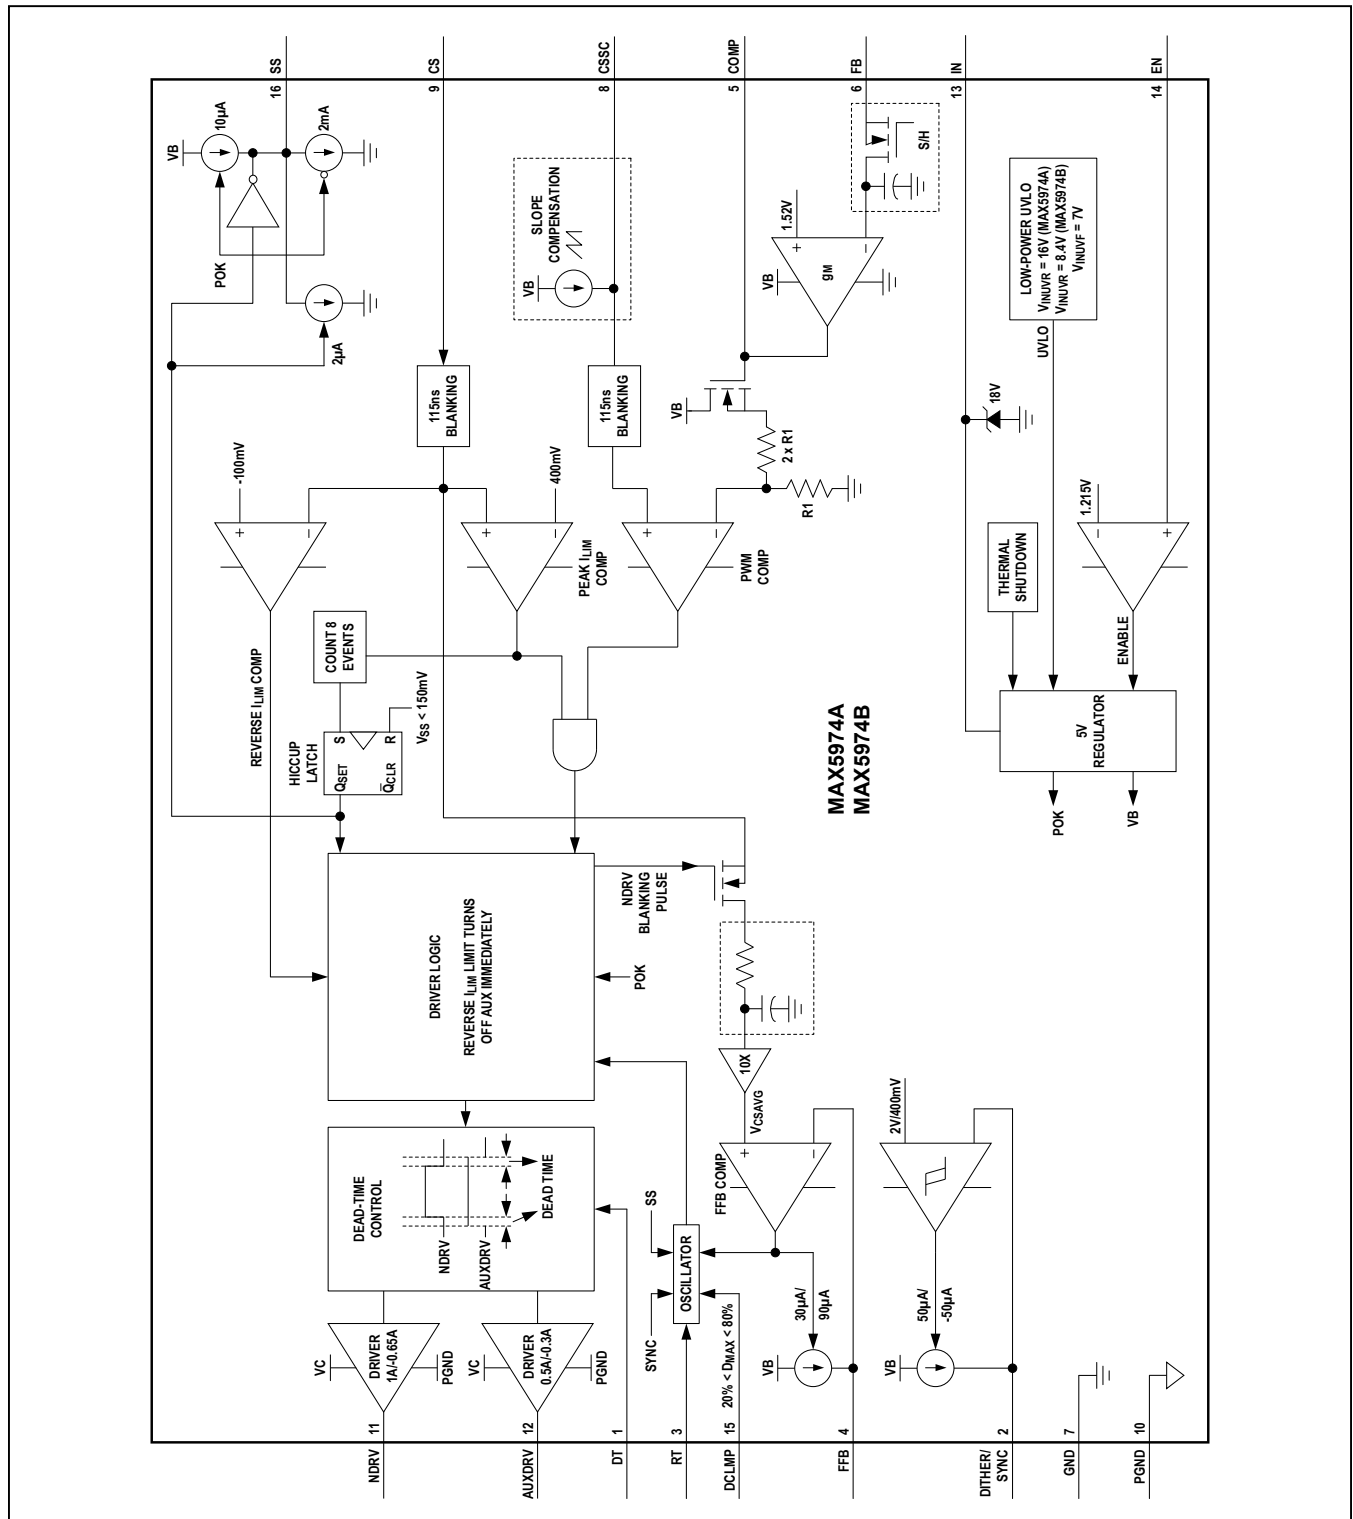 SS
16
10µA
VB
POK
2mA
2µA
CS
9
115ns
BLANKING
-100mV
+
–
REVERSE ILIM COMP
400mV
+
–
PEAK ILIM
COMP
COUNT 8
EVENTS
HICCUP
LATCH
S
R
QSET
Q̅CLR
VSS < 150mV
CSSC
8
SLOPE
COMPENSATION
VB
115ns
BLANKING
+
–
PWM
COMP
COMP
5
VB
2 x R1
R1
FB
6
S/H
1.52V
+
–
VB
gM
IN
13
18V
LOW-POWER UVLO
VINUVR = 16V (MAX5974A)
VINUVR = 8.4V (MAX5974B)
VINUVF = 7V
UVLO
EN
14
1.215V
–
+
ENABLE
THERMAL
SHUTDOWN
5V
REGULATOR
POK
VB
MAX5974A
MAX5974B
DRIVER LOGIC
REVERSE ILIM LIMIT TURNS
OFF AUX IMMEDIATELY
POK
NDRV
BLANKING
PULSE
10X
VCSAVG
+
–
FFB COMP
2V/400mV
DEAD-TIME
CONTROL
NDRV
AUXDRV
DEAD TIME
SS
SYNC
OSCILLATOR
20% < DMAX < 80%
30µA/
90µA
VB
50µA/
-50µA
VB
VC
DRIVER
1A/-0.65A
PGND
VC
DRIVER
0.5A/-0.3A
PGND
11
NDRV
12
AUXDRV
1
DT
3
RT
15
DCLMP
4
FFB
2
DITHER/
SYNC
7
GND
10
PGND